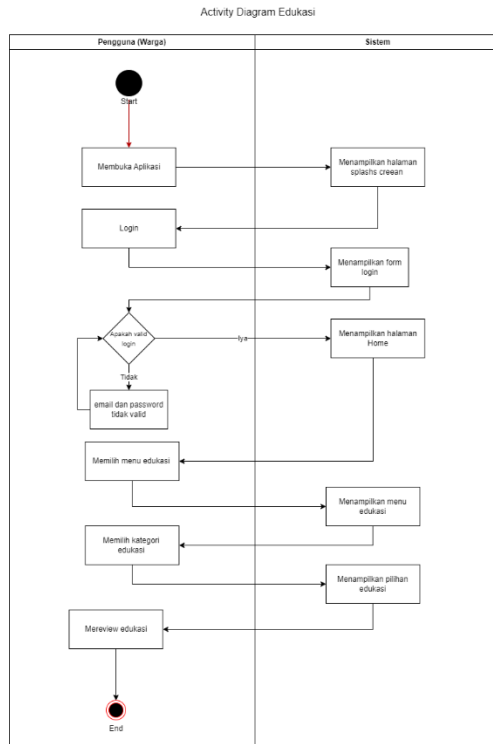 Activity Diagram Edukasi
Pengguna (Warga)
Sistem
Start
Membuka Aplikasi
Menampilkan halaman
splashs creean
Login
Menampilkan form
login
Apakah valid
login
Iya
Menampilkan halaman
Home
Tidak
email dan password
tidak valid
Memilih menu edukasi
Menampilkan menu
edukasi
Memilih kategori
edukasi
Menampilkan pilihan
edukasi
Mereview edukasi
End